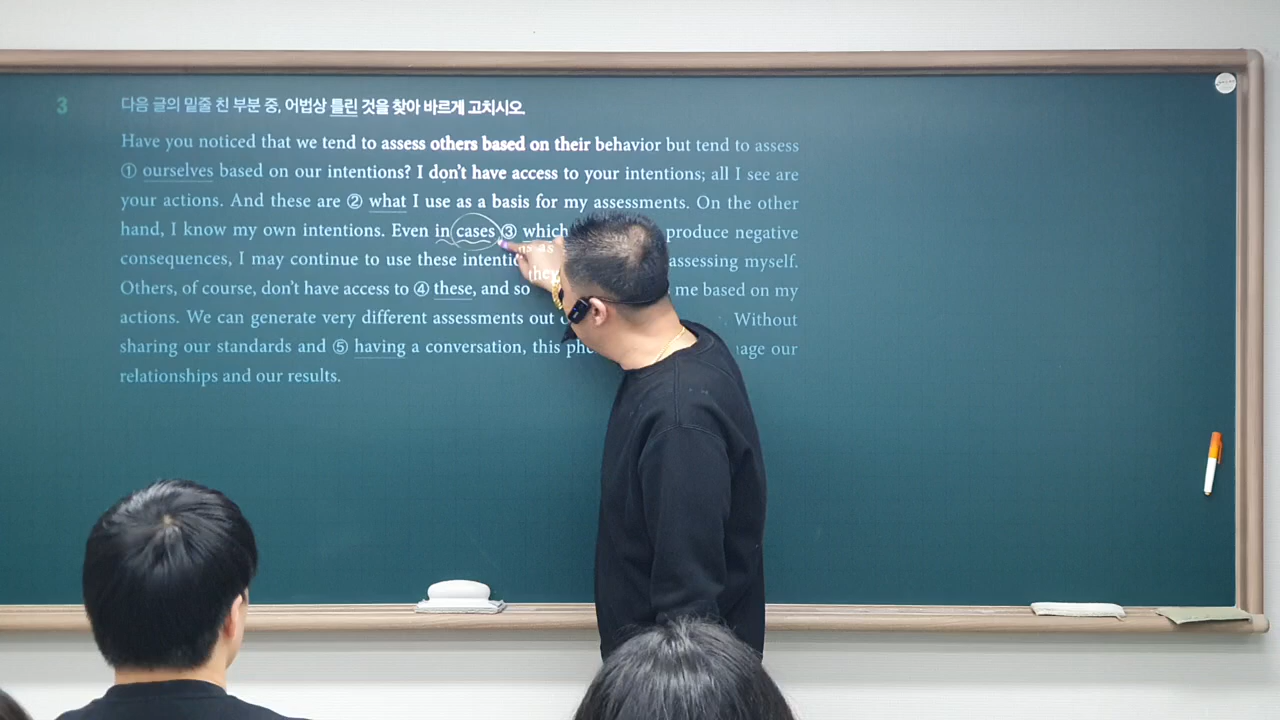 3 다음 글의 밑줄 친 부분 중, 어법상 틀린 것을 찾아 바르게 고치시오.
Have you noticed that we tend to assess others based on their behavior but tend to assess
① ourselves based on our intentions? I don't have access to your intentions; all I see are
your actions. And these are ② what I use as a basis for my assessments. On the other
hand, I know my own intentions. Even in cases ③ which produce negative
consequences, I may continue to use these assessing myself.
Others, of course, don't have access to ④ these, and so me based on my
actions. We can generate very different assessments out Without
sharing our standards and ⑤ having a conversation, this our
relationships and our results.